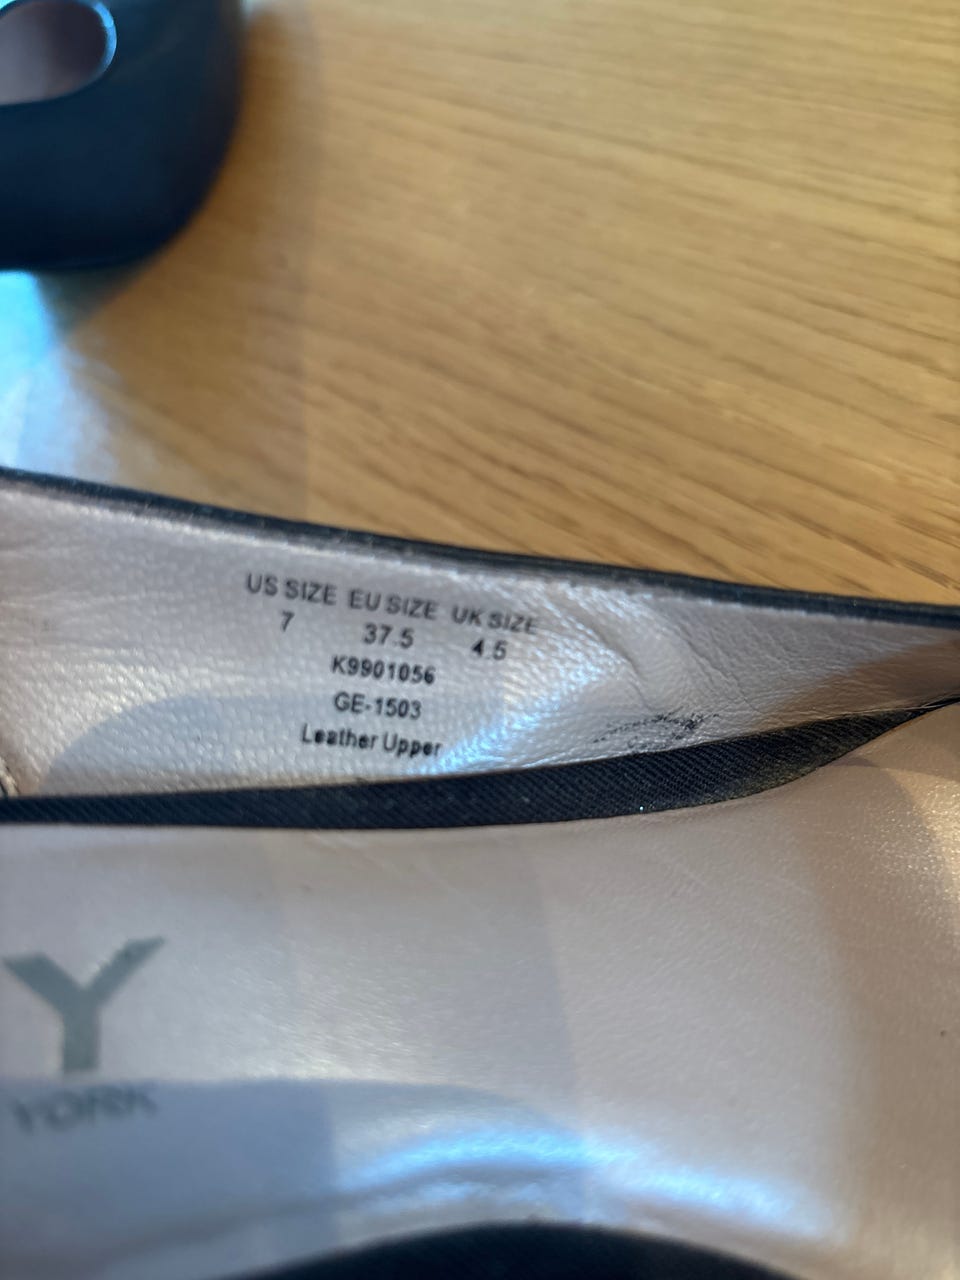 US SIZE EU SIZE UK SIZE
7 37.5 4.5
K9901056
GE-1503
Leather Upper
Y
YORK